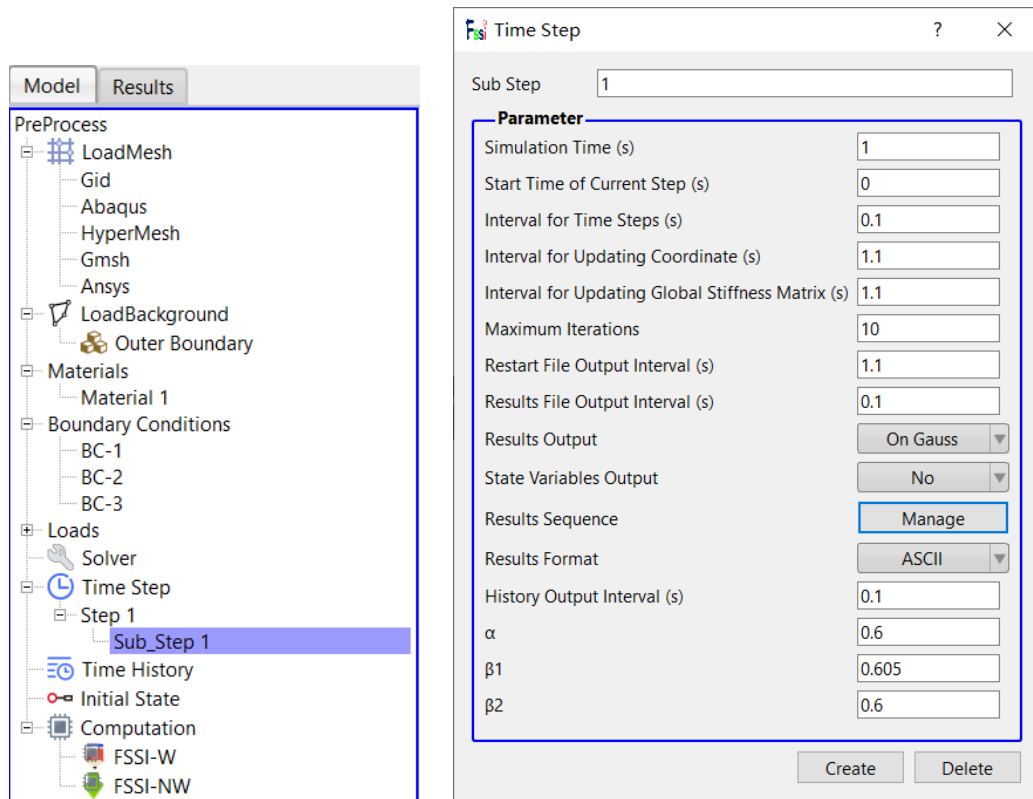 Model
Results
PreProcess
LoadMesh
Gid
Abaqus
HyperMesh
Gmsh
Ansys
LoadBackground
Outer Boundary
Materials
Material 1
Boundary Conditions
BC-1
BC-2
BC-3
Loads
Solver
Time Step
Step 1
Sub_Step 1
Time History
Initial State
Computation
FSSI-W
FSSI-NW
Fssi Time Step ?
Sub Step 1
Parameter
Simulation Time (s) 1
Start Time of Current Step (s) 0
Interval for Time Steps (s) 0.1
Interval for Updating Coordinate (s) 1.1
Interval for Updating Global Stiffness Matrix (s) 1.1
Maximum Iterations 10
Restart File Output Interval (s) 1.1
Results File Output Interval (s) 0.1
Results Output On Gauss
State Variables Output No
Results Sequence Manage
Results Format ASCII
History Output Interval (s) 0.1
α 0.6
β1 0.605
β2 0.6
Create Delete